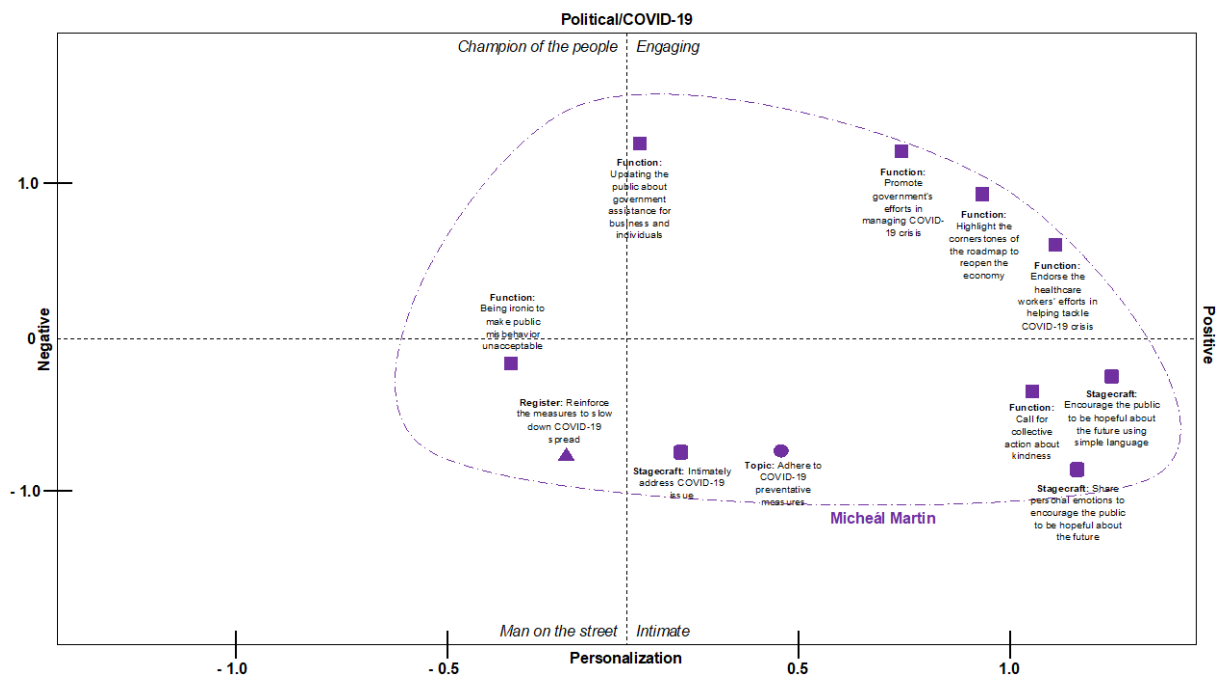 Political/COVID-19
Champion of the people
Engaging
Function:
Updating the
public about
government
assistance for
business and
individuals
Function:
Promote
government's
efforts in
managing COVID-
19 crisis
Function:
Highlight the
cornerstones of
the roadmap to
reopen the
economy
Function:
Endorse the
healthcare
workers' efforts in
helping tackle
COVID-19 crisis
1.0
0
- 1.0
Negative
Positive
Function:
Being ironic to
make public
misbehavior
unacceptable
Register: Reinforce
the measures to slow
down COVID-19
spread
Stagecraft: Intimately
address COVID-19
issue
Topic: Adhere to
COVID-19
preventative
measures
Function:
Call for
collective
action about
kindness
Stagecraft:
Encourage the public
to be hopeful about
the future using
simple language
Stagecraft: Share
personal emotions to
encourage the public
to be hopeful about
the future
Micheál Martin
Man on the street
Intimate
Personalization
- 1.0
- 0.5
0.5
1.0